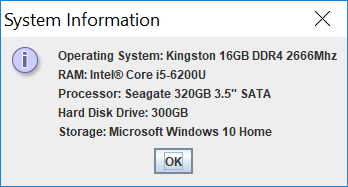 System Information
Operating System: Kingston 16GB DDR4 2666Mhz
RAM: Intel® Core i5-6200U
Processor: Seagate 320GB 3.5" SATA
Hard Disk Drive: 300GB
Storage: Microsoft Windows 10 Home
OK